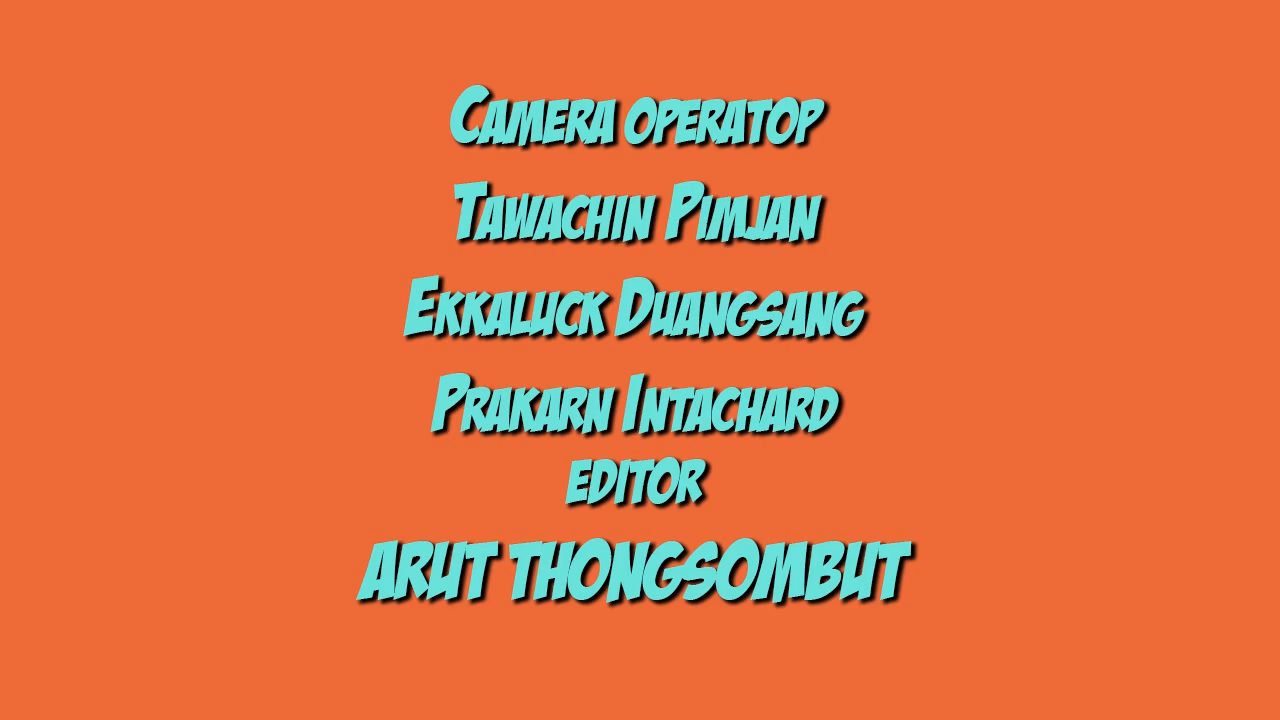 Camera operatop
Tawachin Pimjan
Ekkaluck Duangsang
Prakarn Intachard
editor
ARUT THONGSOMBUT